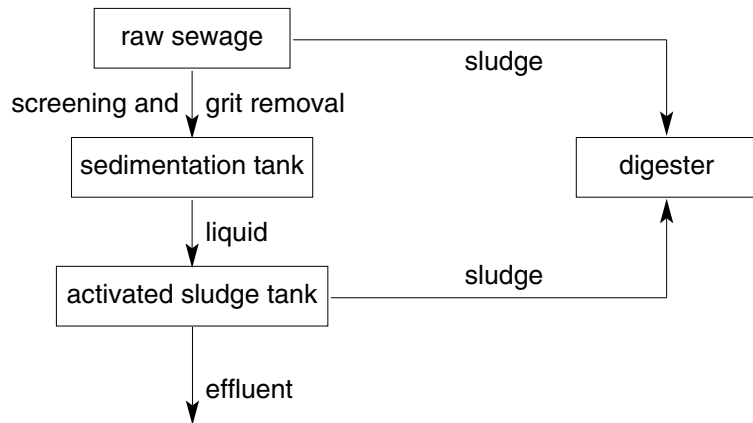 raw sewage
sludge
screening and grit removal
sedimentation tank
digester
liquid
activated sludge tank
sludge
effluent